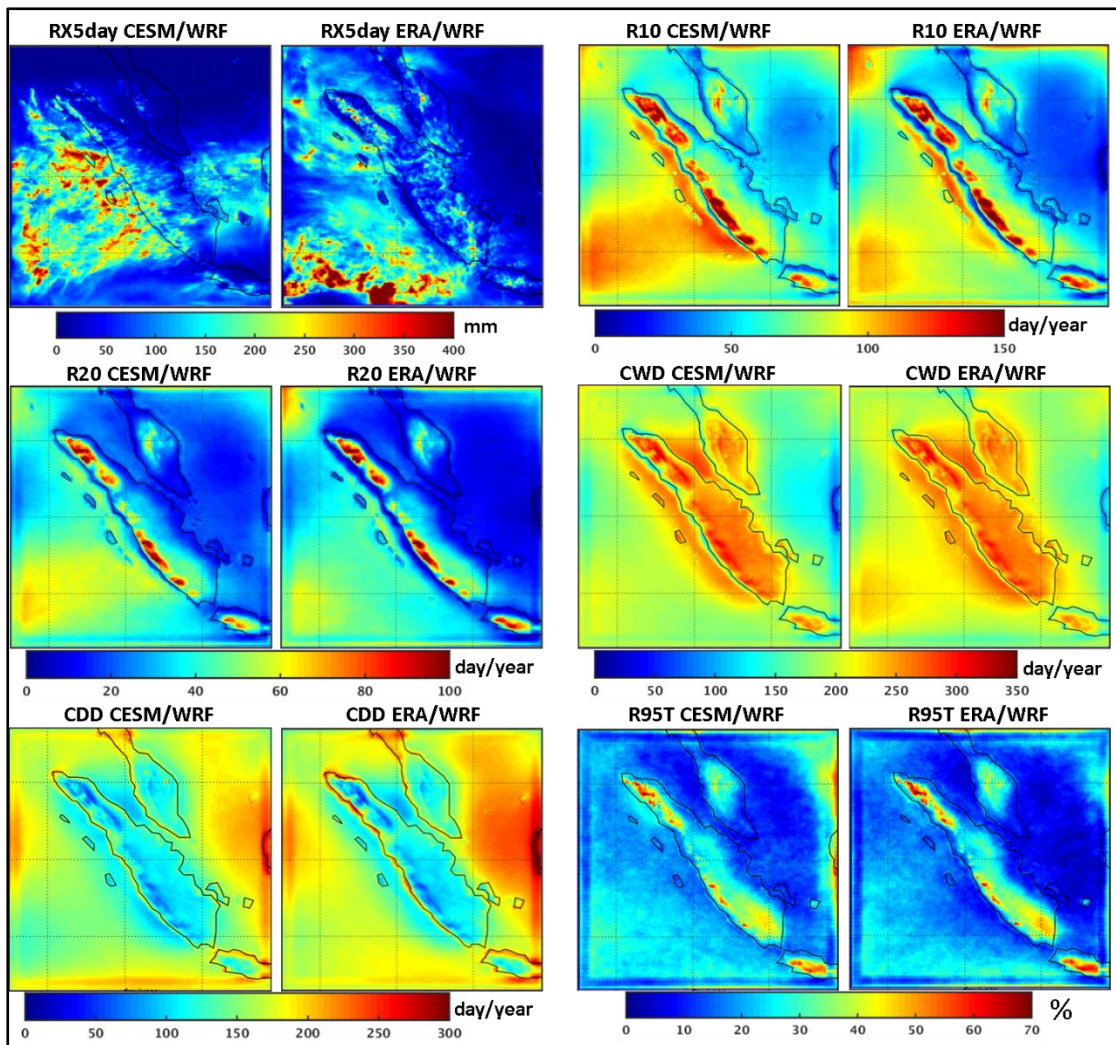 RX5day CESM/WRF RX5day ERA/WRF R10 CESM/WRF R10 ERA/WRF
mm
0 50 100 150 200 250 300 350 400
day/year
0 50 100 150
R20 CESM/WRF R20 ERA/WRF CWD CESM/WRF CWD ERA/WRF
day/year
0 20 40 60 80 100
day/year
0 50 100 150 200 250 300 350
CDD CESM/WRF CDD ERA/WRF R95T CESM/WRF R95T ERA/WRF
day/year
0 50 100 150 200 250 300
%
0 10 20 30 40 50 60 70